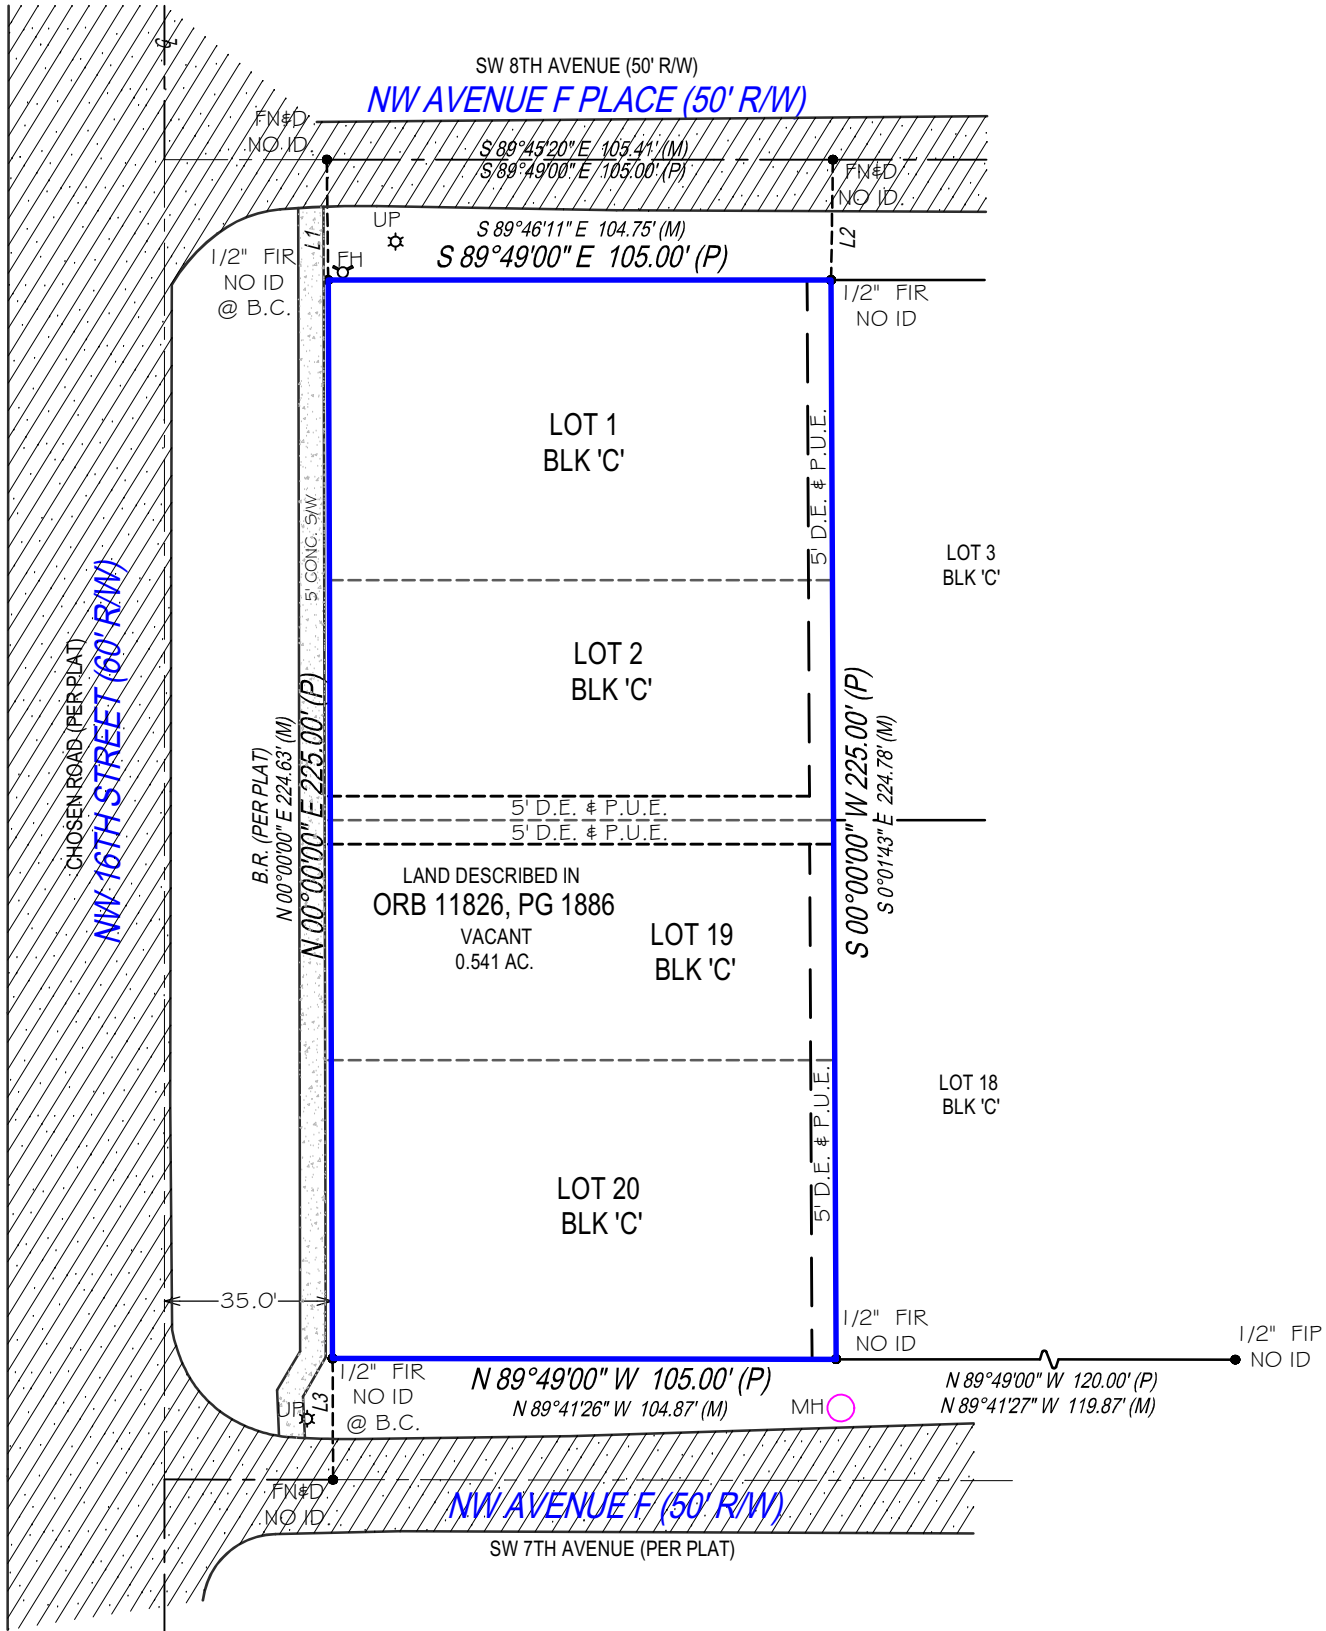 SW 8TH AVENUE (50' R/W)
NW AVENUE F PLACE (50' R/W)
℄
FN&D
NO ID.
S 89°45'20" E 105.41' (M)
S 89°49'00" E 105.00' (P)
FN&D
NO ID.
UP
S 89°46'11" E 104.75' (M)
S 89°49'00" E 105.00' (P)
L1
L2
FH
1/2" FIR
NO ID
@ B.C.
1/2" FIR
NO ID
LOT 1
BLK 'C'
5' D.E. & P.U.E.
5' CONC. S/W
LOT 3
BLK 'C'
LOT 2
BLK 'C'
CHOSEN ROAD (PER PLAT)
NW 16TH STREET (60' R/W)
B.R. (PER PLAT)
N 00°00'00" E 224.63' (M)
N 00°00'00" E 225.00' (P)
S 00°00'00" W 225.00' (P)
S 0°01'43" E 224.78' (M)
5' D.E. & P.U.E.
5' D.E. & P.U.E.
LAND DESCRIBED IN
ORB 11826, PG 1886
VACANT
0.541 AC.
LOT 19
BLK 'C'
LOT 18
BLK 'C'
5' D.E. & P.U.E.
LOT 20
BLK 'C'
35.0'
1/2" FIR
NO ID
1/2" FIP
NO ID
1/2" FIR
NO ID
@ B.C.
L3
UP
N 89°49'00" W 105.00' (P)
N 89°41'26" W 104.87' (M)
MH
N 89°49'00" W 120.00' (P)
N 89°41'27" W 119.87' (M)
FN&D
NO ID.
NW AVENUE F (50' R/W)
SW 7TH AVENUE (PER PLAT)